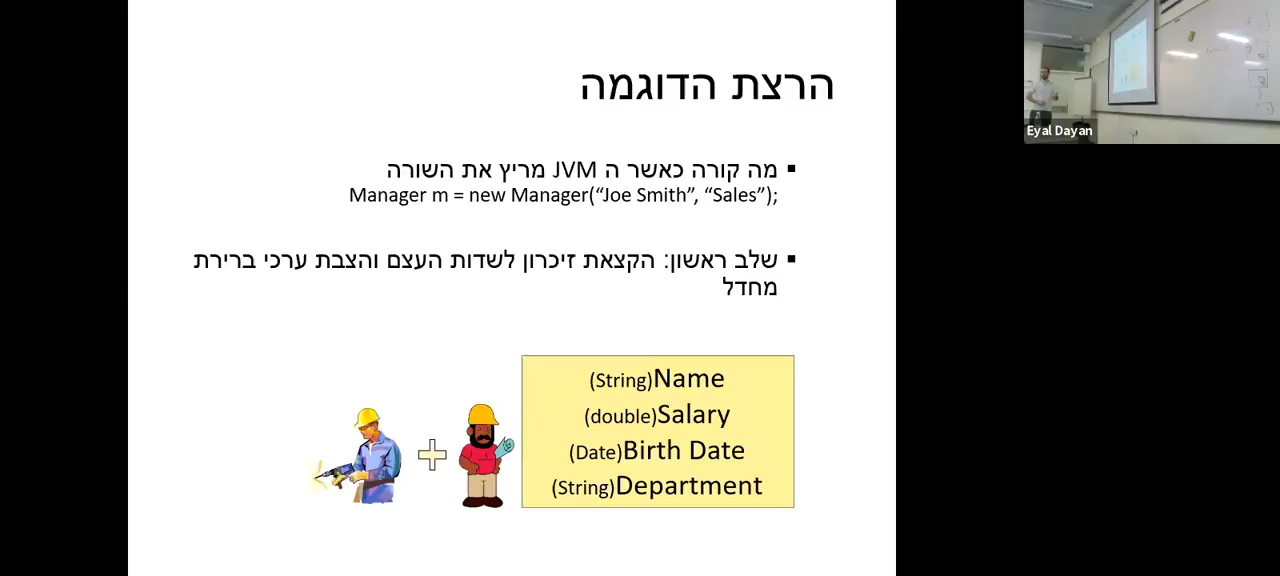 הרצת הדוגמה
מה קורה כאשר ה JVM מריץ את השורה
Manager m = new Manager(“Joe Smith”, “Sales”);
שלב ראשון: הקצאת זיכרון לשדות העצם והצבת ערכי ברירת
מחדל
(String)Name
(double)Salary
(Date)Birth Date
(String)Department
Eyal Dayan